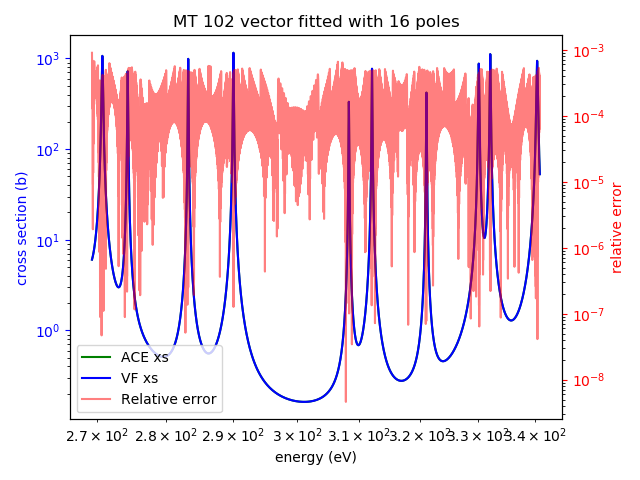 MT 102 vector fitted with 16 poles
10³
10²
10¹
10⁰
cross section (b)
10⁻³
10⁻⁴
10⁻⁵
10⁻⁶
10⁻⁷
10⁻⁸
relative error
ACE xs
VF xs
Relative error
2.7 × 10² 2.8 × 10² 2.9 × 10² 3 × 10² 3.1 × 10² 3.2 × 10² 3.3 × 10² 3.4 × 10²
energy (eV)